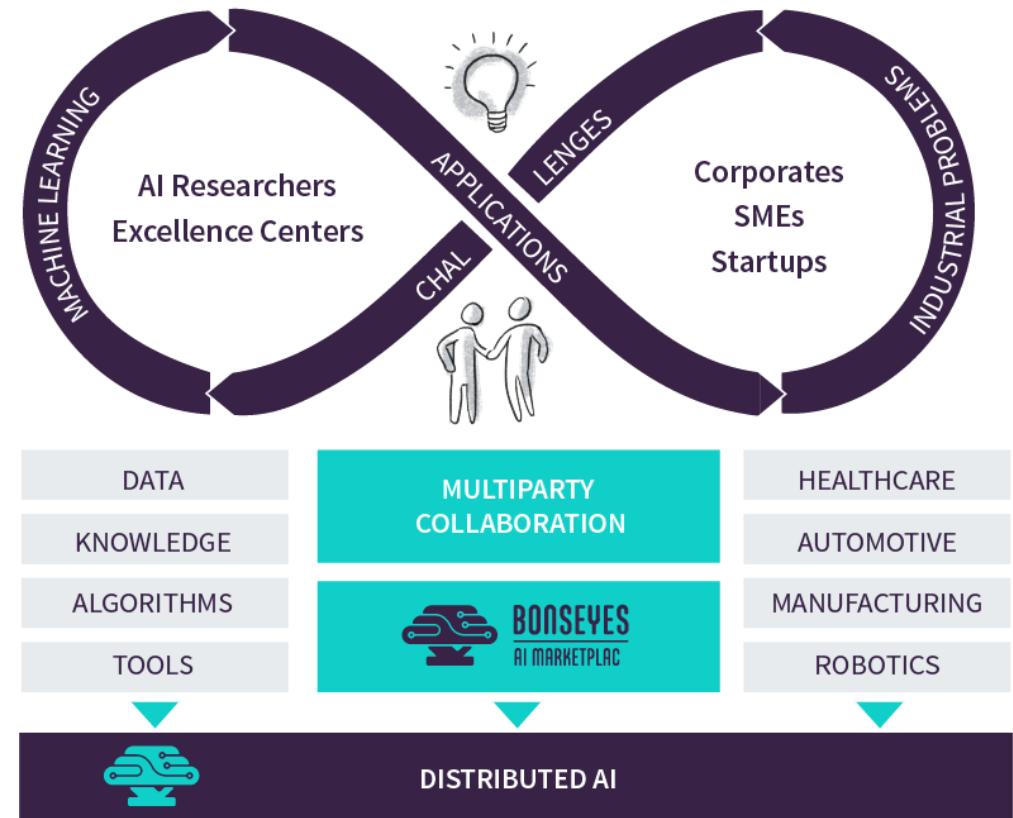 MACHINE LEARNING
AI Researchers
Excellence Centers
APPLICATIONS
CHAL
LENGES
Corporates
SMEs
Startups
INDUSTRIAL PROBLEMS
DATA
KNOWLEDGE
ALGORITHMS
TOOLS
MULTIPARTY
COLLABORATION
BONSEYES
AI MARKETPLAC
HEALTHCARE
AUTOMOTIVE
MANUFACTURING
ROBOTICS
DISTRIBUTED AI